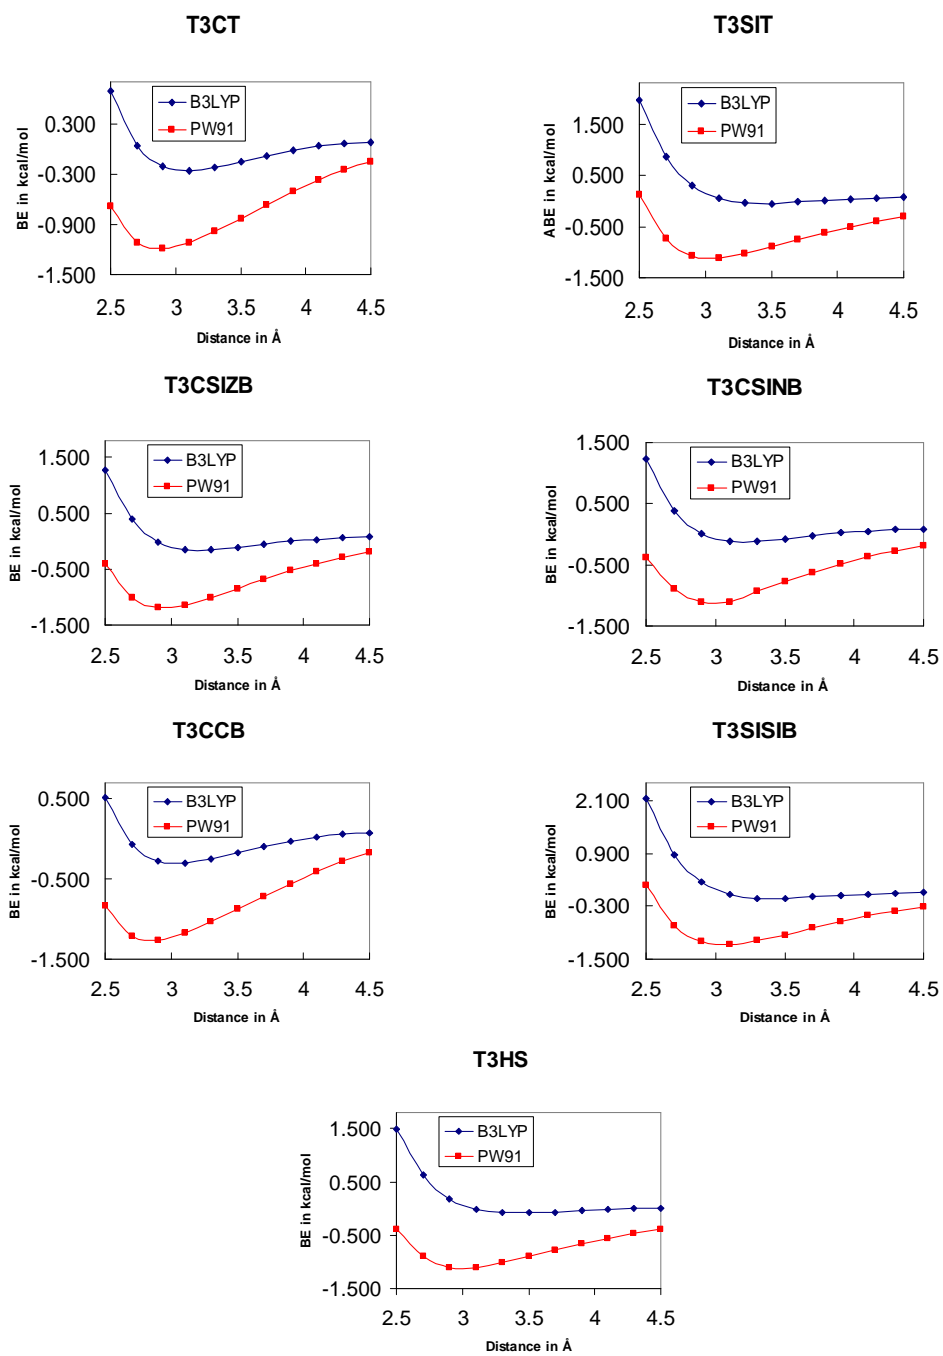 T3CT
B3LYP
PW91
BE in kcal/mol
0.300
-0.300
-0.900
-1.500
2.5 3 3.5 4 4.5
Distance in Å
T3SIT
B3LYP
PW91
ABE in kcal/mol
1.500
0.500
-0.500
-1.500
2.5 3 3.5 4 4.5
Distance in Å
T3CSIZB
B3LYP
PW91
BE in kcal/mol
1.500
0.500
-0.500
-1.500
2.5 3 3.5 4 4.5
Distance in Å
T3CSINB
B3LYP
PW91
BE in kcal/mol
1.500
0.500
-0.500
-1.500
2.5 3 3.5 4 4.5
Distance in Å
T3CCB
B3LYP
PW91
BE in kcal/mol
0.500
-0.500
-1.500
2.5 3 3.5 4 4.5
Distance in Å
T3SISIB
B3LYP
PW91
BE in kcal/mol
2.100
0.900
-0.300
-1.500
2.5 3 3.5 4 4.5
Distance in Å
T3HS
B3LYP
PW91
BE in kcal/mol
1.500
0.500
-0.500
-1.500
2.5 3 3.5 4 4.5
Distance in Å